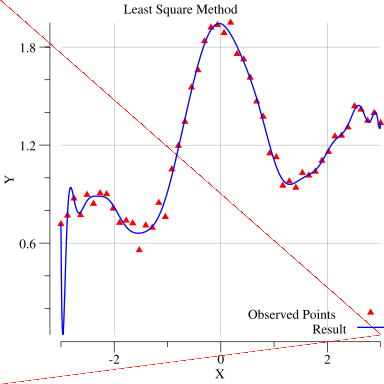 Least Square Method
1.8
1.2
0.6
Y
Observed Points
Result
-2 0 2
X